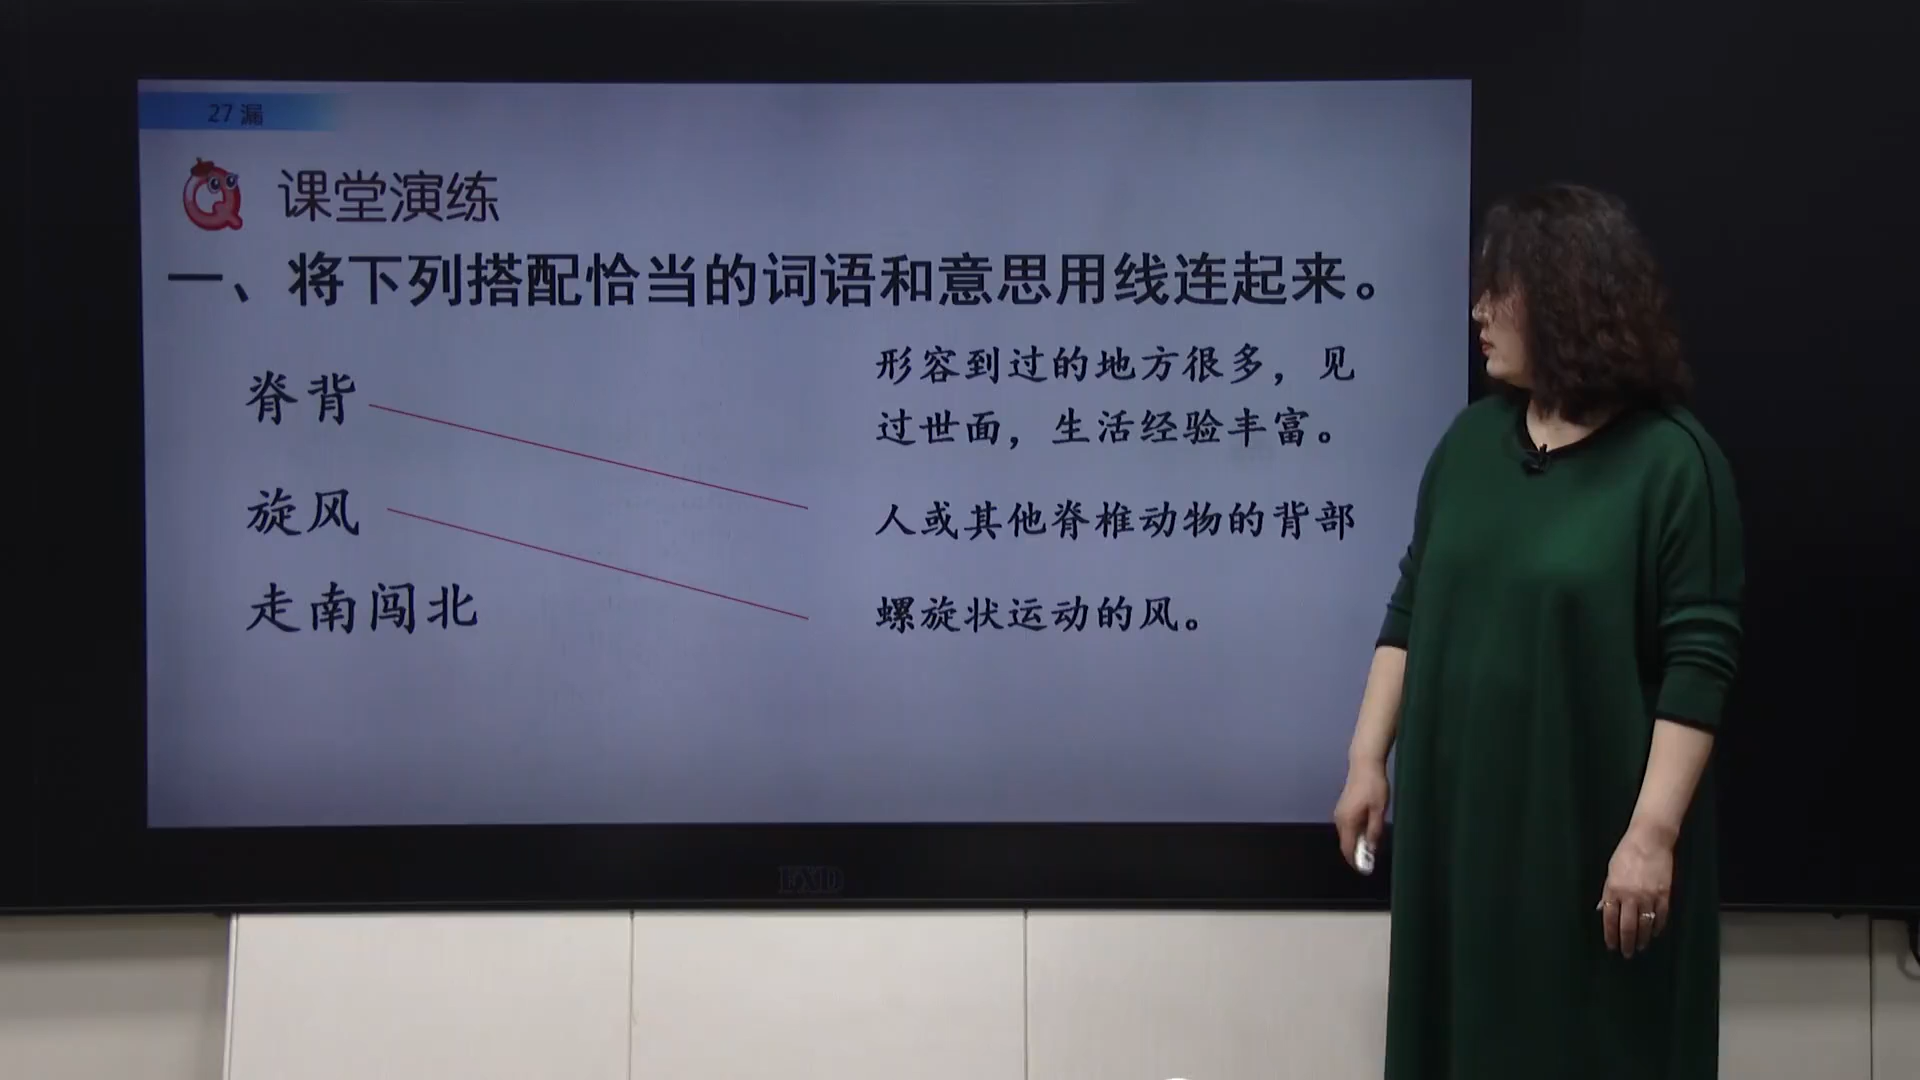 27 漏
课堂演练
一、将下列搭配恰当的词语和意思用线连起来。
脊背
旋风
走南闯北
形容到过的地方很多，见
过世面，生活经验丰富。
人或其他脊椎动物的背部
螺旋状运动的风。